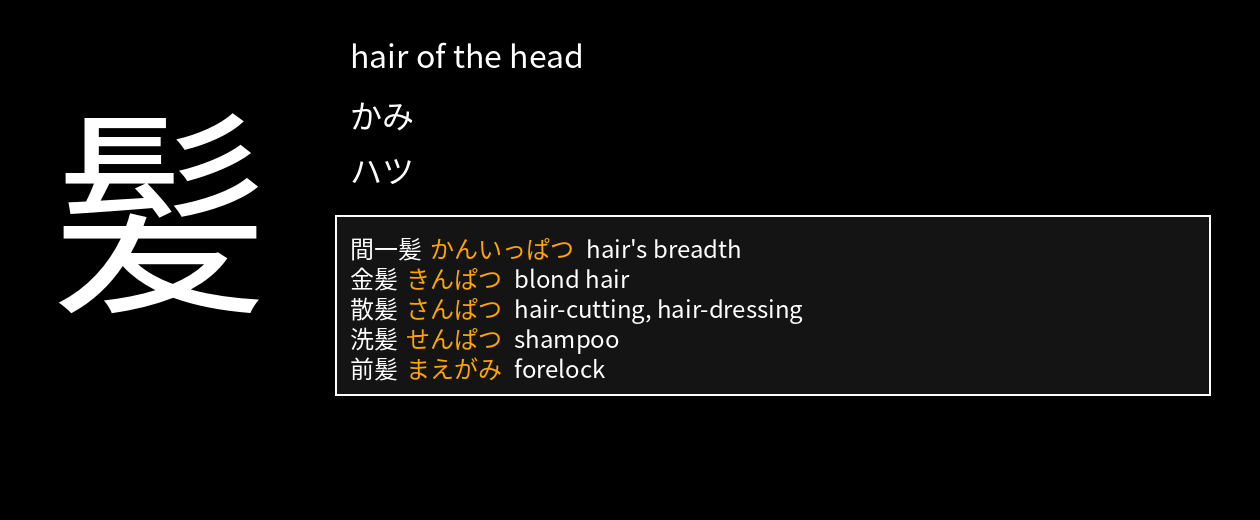 髪
hair of the head
かみ
ハツ
間一髪 かんいっぱつ hair's breadth
金髪 きんぱつ blond hair
散髪 さんぱつ hair-cutting, hair-dressing
洗髪 せんぱつ shampoo
前髪 まえがみ forelock